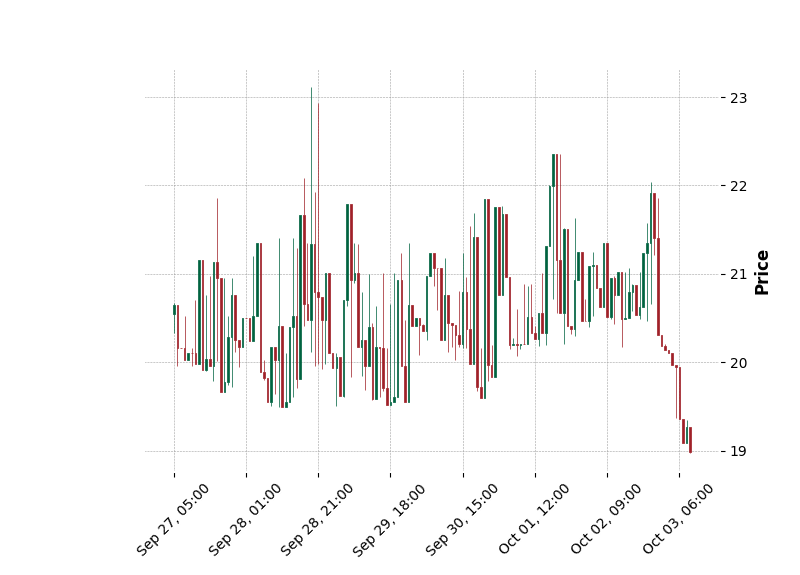 23
22
21
20
19
Price
Sep 27, 05:00
Sep 28, 01:00
Sep 28, 21:00
Sep 29, 18:00
Sep 30, 15:00
Oct 01, 12:00
Oct 02, 09:00
Oct 03, 06:00